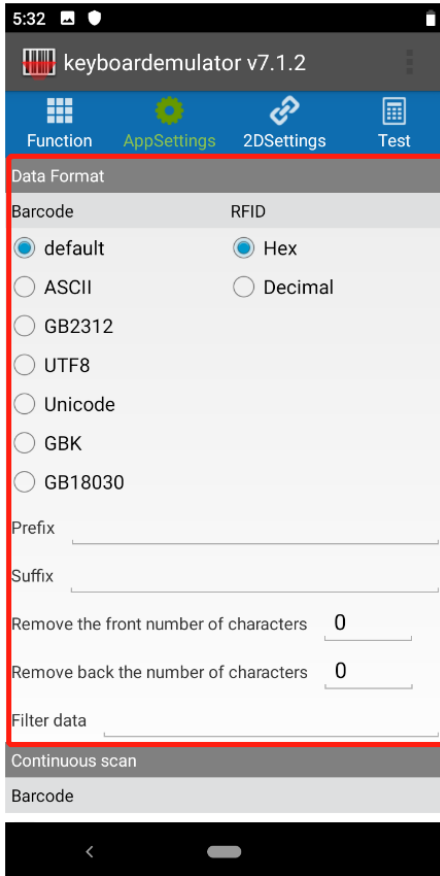 5:32
keyboardemulator v7.1.2
Function AppSettings 2DSettings Test
Data Format
Barcode RFID
default Hex
ASCII Decimal
GB2312
UTF8
Unicode
GBK
GB18030
Prefix
Suffix
Remove the front number of characters 0
Remove back the number of characters 0
Filter data
Continuous scan
Barcode